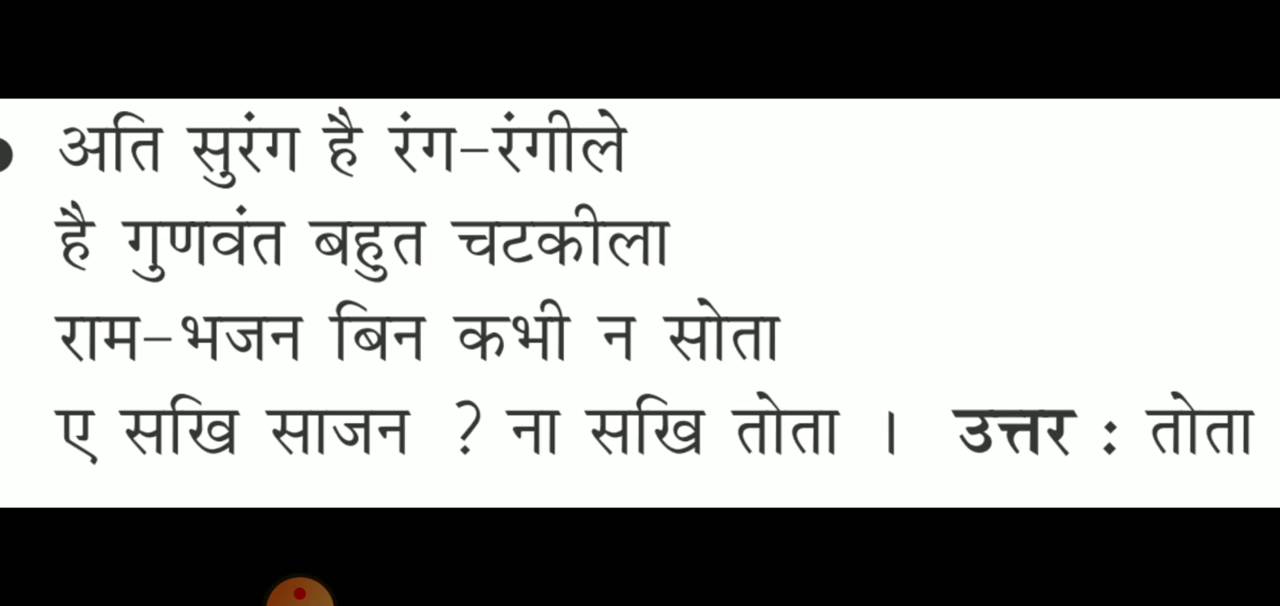 अति सुरंग है रंग-रंगीले
है गुणवंत बहुत चटकीला
राम-भजन बिन कभी न सोता
ए सखि साजन ? ना सखि तोता । उत्तर : तोता